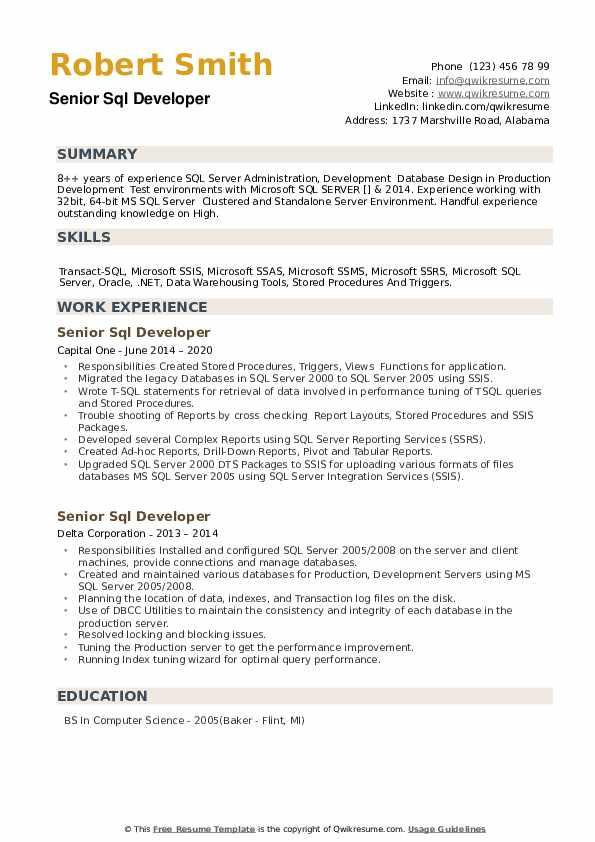 Robert Smith
Senior Sql Developer
Phone (123) 456 78 99
Email: info@qwikresume.com
Website : www.qwikresume.com
LinkedIn: linkedin.com/qwikresume
Address: 1737 Marshville Road, Alabama
SUMMARY
8++ years of experience SQL Server Administration, Development Database Design in Production
Development Test environments with Microsoft SQL SERVER [] & 2014. Experience working with
32bit, 64-bit MS SQL Server Clustered and Standalone Server Environment. Handful experience
outstanding knowledge on High.
SKILLS
Transact-SQL, Microsoft SSIS, Microsoft SSAS, Microsoft SSMS, Microsoft SSRS, Microsoft SQL
Server, Oracle, .NET, Data Warehousing Tools, Stored Procedures And Triggers.
WORK EXPERIENCE
Senior Sql Developer
Capital One - June 2014 – 2020
• Responsibilities Created Stored Procedures, Triggers, Views Functions for application.
• Migrated the legacy Databases in SQL Server 2000 to SQL Server 2005 using SSIS.
• Wrote T-SQL statements for retrieval of data involved in performance tuning of TSQL queries
and Stored Procedures.
• Trouble shooting of Reports by cross checking Report Layouts, Stored Procedures and SSIS
Packages.
• Developed several Complex Reports using SQL Server Reporting Services (SSRS).
• Created Ad-hoc Reports, Drill-Down Reports, Pivot and Tabular Reports.
• Upgraded SQL Server 2000 DTS Packages to SSIS for uploading various formats of files
databases MS SQL Server 2005 using SQL Server Integration Services (SSIS).
Senior Sql Developer
Delta Corporation - 2013 – 2014
• Responsibilities Installed and configured SQL Server 2005/2008 on the server and client
machines, provide connections and manage databases.
• Created and maintained various databases for Production, Development Servers using MS
SQL Server 2005/2008.
• Planning the location of data, indexes, and Transaction log files on the disk.
• Use of DBCC Utilities to maintain the consistency and integrity of each database in the
production server.
• Resolved locking and blocking issues.
• Tuning the Production server to get the performance improvement.
• Running Index tuning wizard for optimal query performance.
EDUCATION
BS In Computer Science - 2005(Baker - Flint, MI)
© This Free Resume Template is the copyright of Qwikresume.com. Usage Guidelines